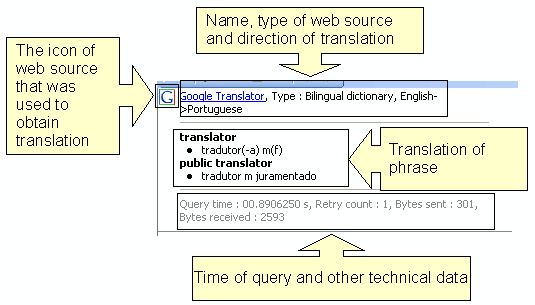 Name, type of web source
and direction of translation
The icon of
web source
that was
used to
obtain
translation
G
Google Translator, Type : Bilingual dictionary, English-
>Portuguese
translator
• tradutor(-a) m(f)
public translator
• tradutor m juramentado
Translation of
phrase
Query time : 00.8906250 s, Retry count : 1, Bytes sent : 301,
Bytes received : 2593
Time of query and other technical data